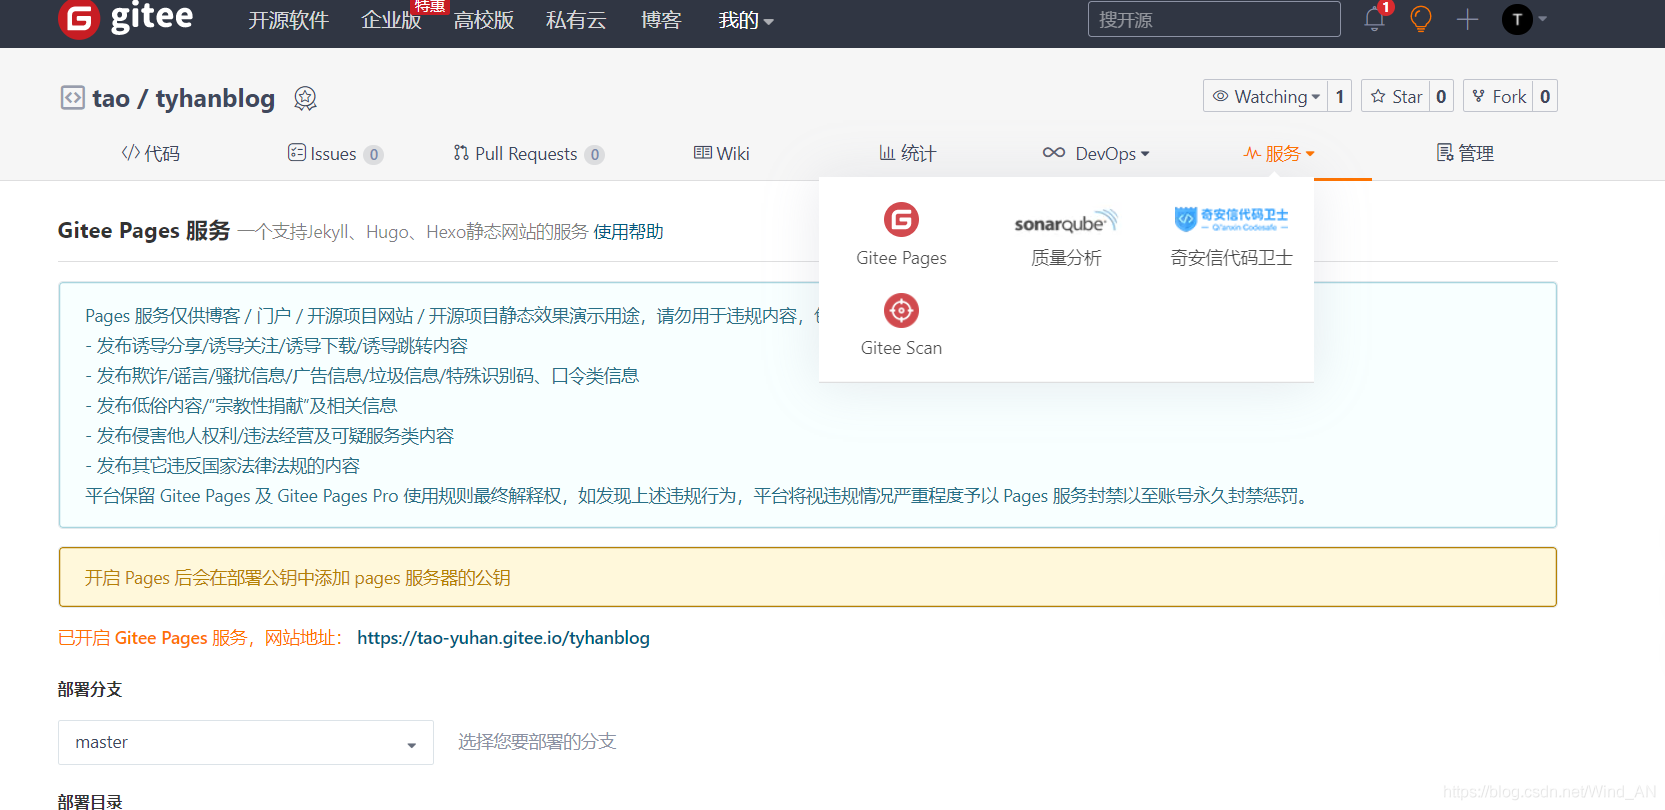 gitee 开源软件 企业版 特惠 高校版 私有云 博客 我的 搜开源 1 T
tao / tyhanblog Watching 1 Star 0 Fork 0
代码 Issues 0 Pull Requests 0 Wiki 统计 DevOps 服务 管理
Gitee Pages 服务 一个支持Jekyll、Hugo、Hexo静态网站的服务 使用帮助
sonarqube 奇安信代码卫士
Qi'anxin Codesafe
Gitee Pages 质量分析 奇安信代码卫士
Gitee Scan
Pages 服务仅供博客 / 门户 / 开源项目网站 / 开源项目静态效果演示用途，请勿用于违规内容，
- 发布诱导分享/诱导关注/诱导下载/诱导跳转内容
- 发布欺诈/谣言/骚扰信息/广告信息/垃圾信息/特殊识别码、口令类信息
- 发布低俗内容/“宗教性捐献”及相关信息
- 发布侵害他人权利/违法经营及可疑服务类内容
- 发布其它违反国家法律法规的内容
平台保留 Gitee Pages 及 Gitee Pages Pro 使用规则最终解释权，如发现上述违规行为，平台将视违规情况严重程度予以 Pages 服务封禁以至账号永久封禁惩罚。
开启 Pages 后会在部署公钥中添加 pages 服务器的公钥
已开启 Gitee Pages 服务，网站地址： https://tao-yuhan.gitee.io/tyhanblog
部署分支
master 选择您要部署的分支
部署目录
https://blog.csdn.net/Wind_AN